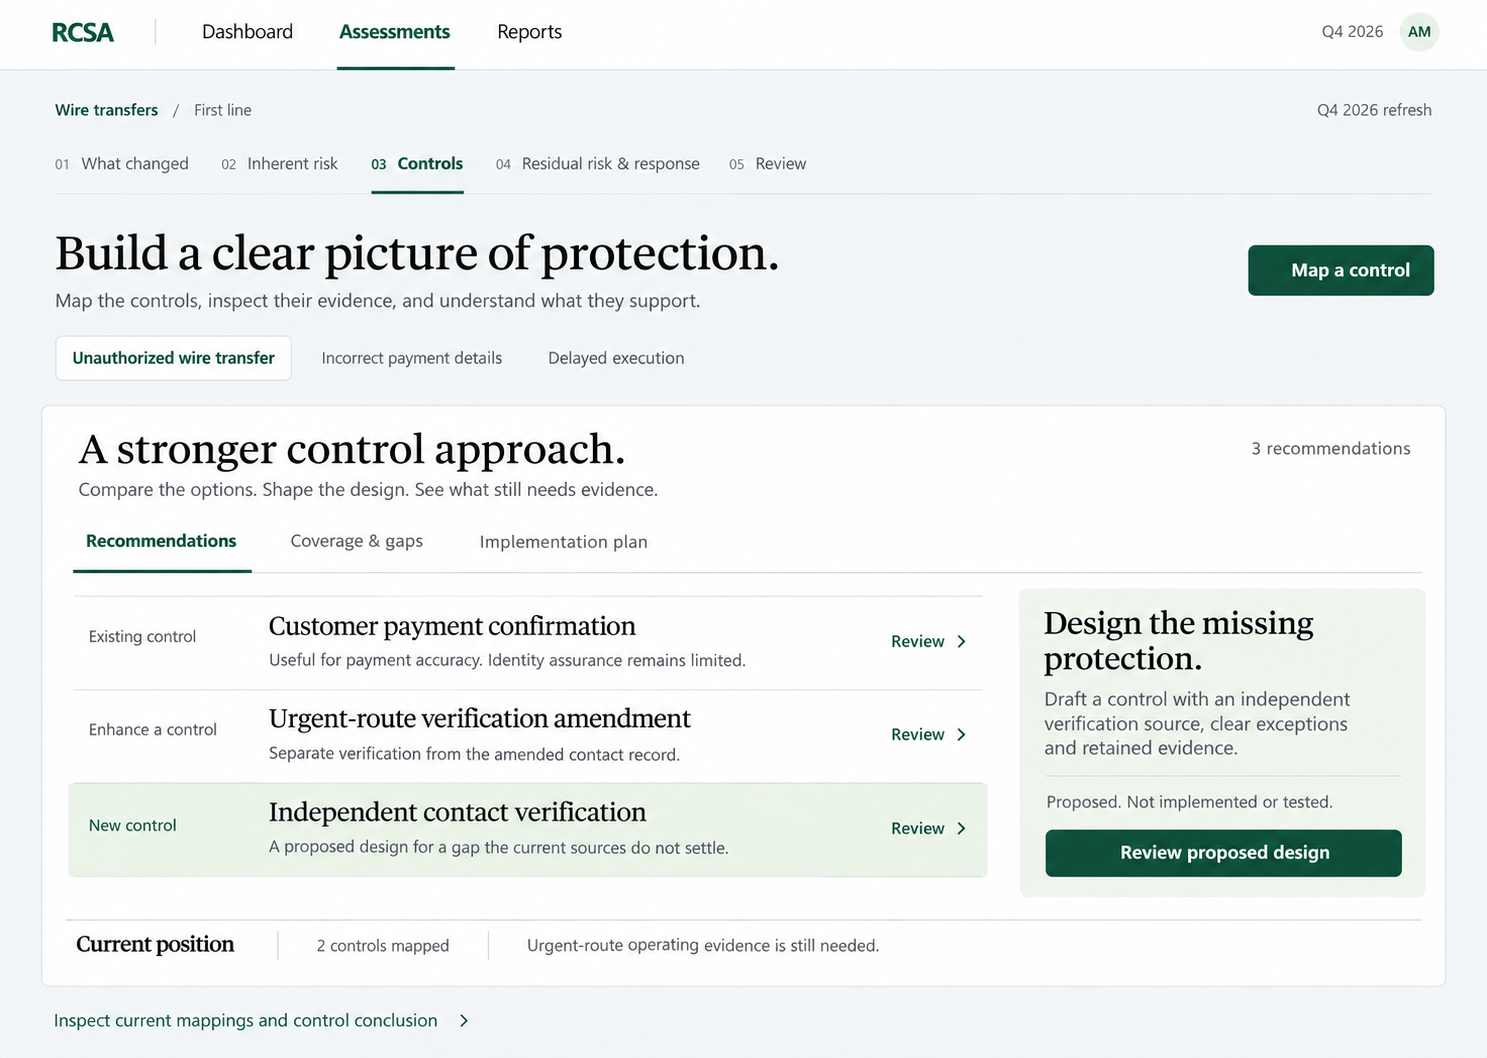 RCSA
Dashboard
Assessments
Reports
Q4 2026
AM
Wire transfers / First line
Q4 2026 refresh
01 What changed
02 Inherent risk
03 Controls
04 Residual risk & response
05 Review
Build a clear picture of protection.
Map the controls, inspect their evidence, and understand what they support.
Map a control
Unauthorized wire transfer
Incorrect payment details
Delayed execution
A stronger control approach.
3 recommendations
Compare the options. Shape the design. See what still needs evidence.
Recommendations
Coverage & gaps
Implementation plan
Existing control
Customer payment confirmation
Useful for payment accuracy. Identity assurance remains limited.
Review
Enhance a control
Urgent-route verification amendment
Separate verification from the amended contact record.
Review
New control
Independent contact verification
A proposed design for a gap the current sources do not settle.
Review
Design the missing
protection.
Draft a control with an independent
verification source, clear exceptions
and retained evidence.
Proposed. Not implemented or tested.
Review proposed design
Current position
2 controls mapped
Urgent-route operating evidence is still needed.
Inspect current mappings and control conclusion